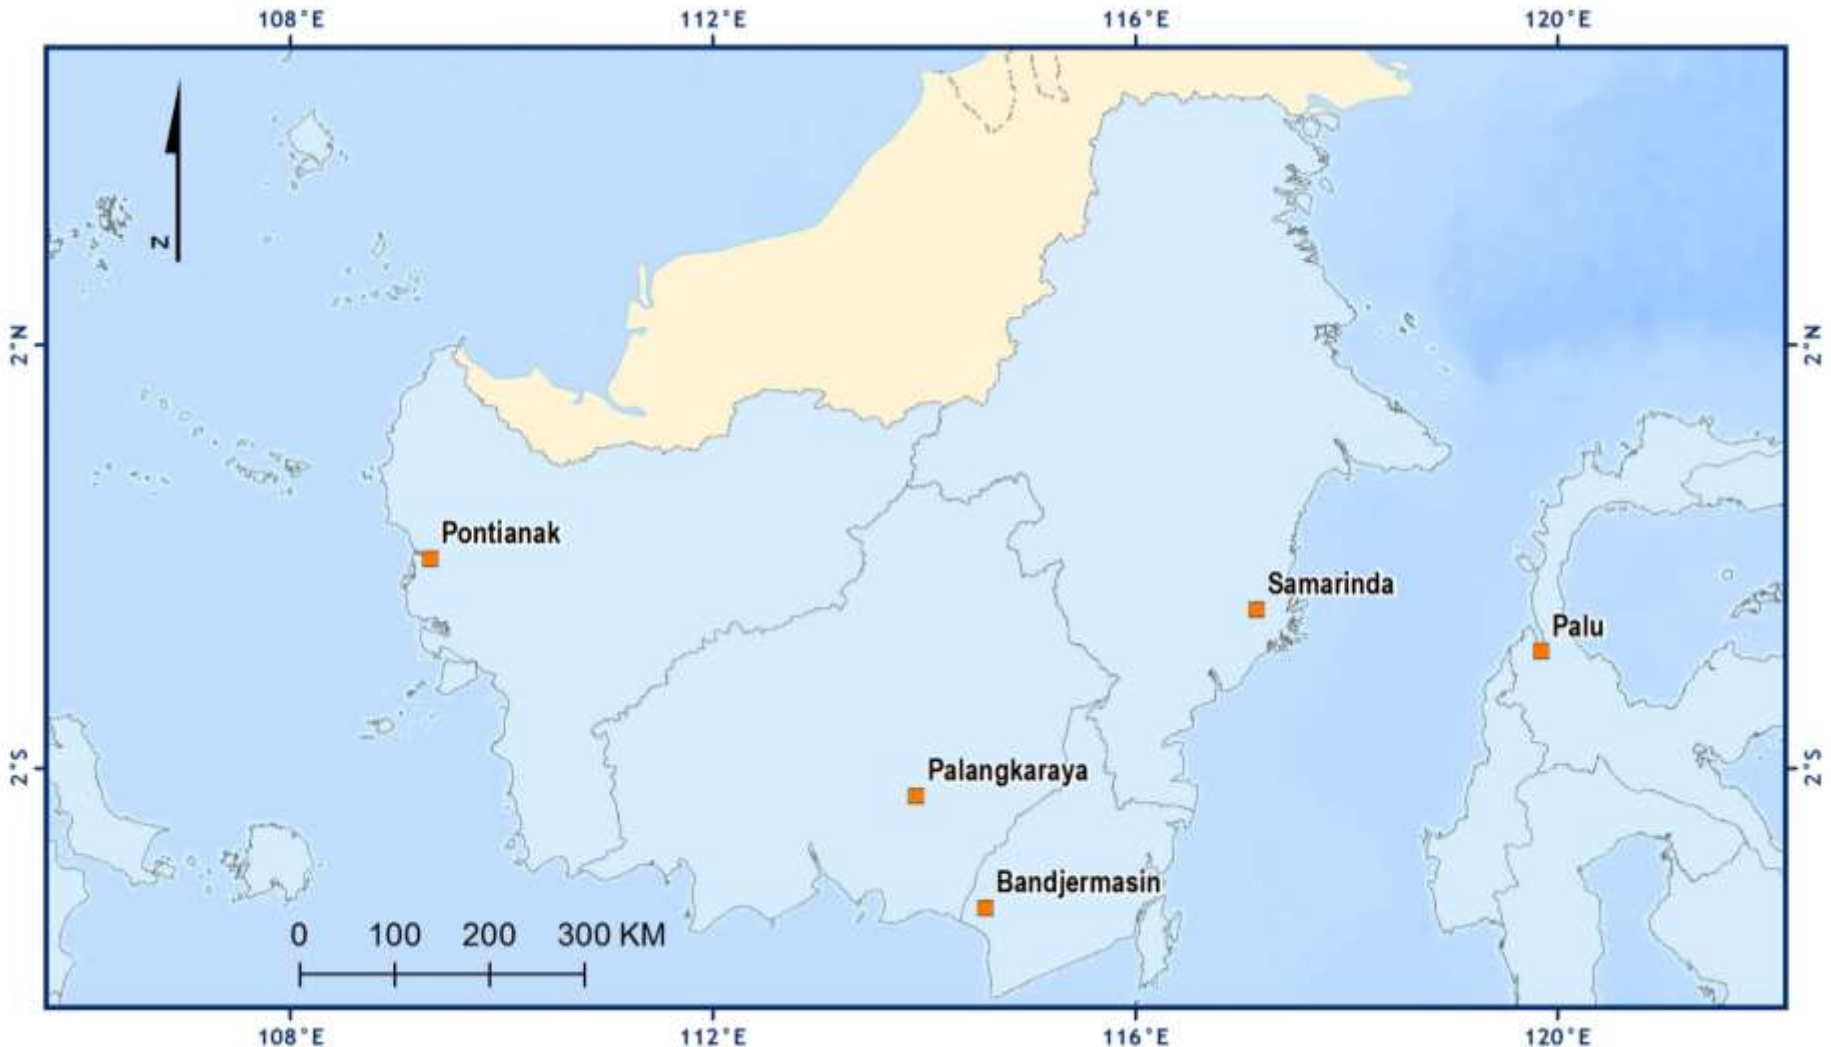 108°E 112°E 116°E 120°E
N
2°N 2°N
Pontianak
Samarinda
Palu
2°S 2°S
Palangkaraya
Bandjermasin
0 100 200 300 KM
108°E 112°E 116°E 120°E